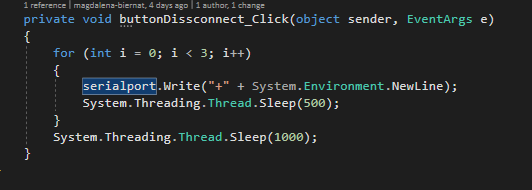 1 reference | magdalena-biernat, 4 days ago | 1 author, 1 change
private void buttonDissconnect_Click(object sender, EventArgs e)
{
for (int i = 0; i < 3; i++)
{
serialport.Write("+" + System.Environment.NewLine);
System.Threading.Thread.Sleep(500);
}
System.Threading.Thread.Sleep(1000);
}